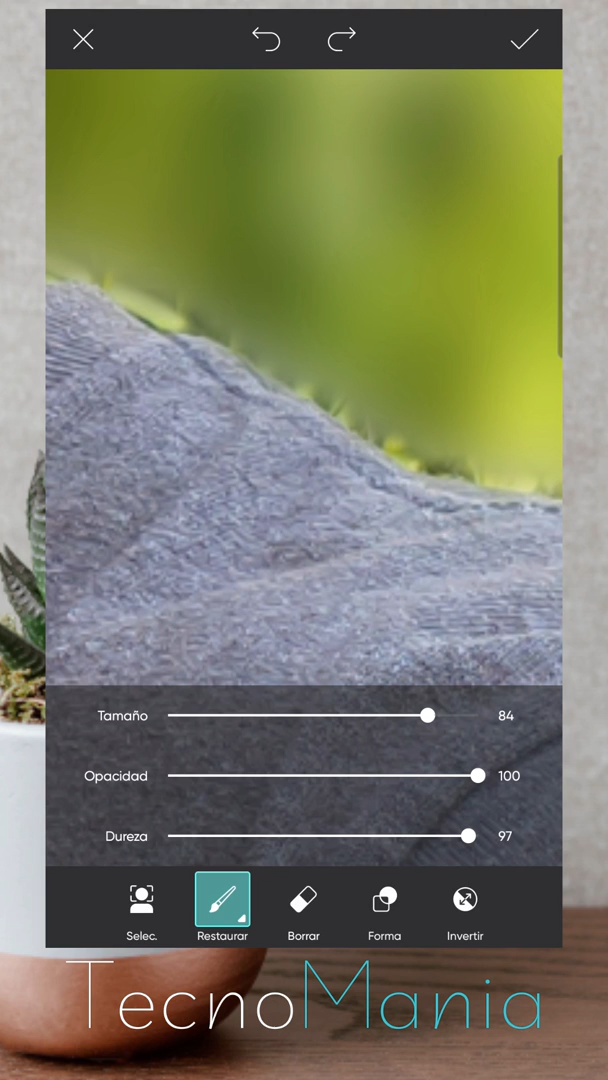 Tamaño 84
Opacidad 100
Dureza 97
Selec. Restaurar Borrar Forma Invertir
TecnoMania